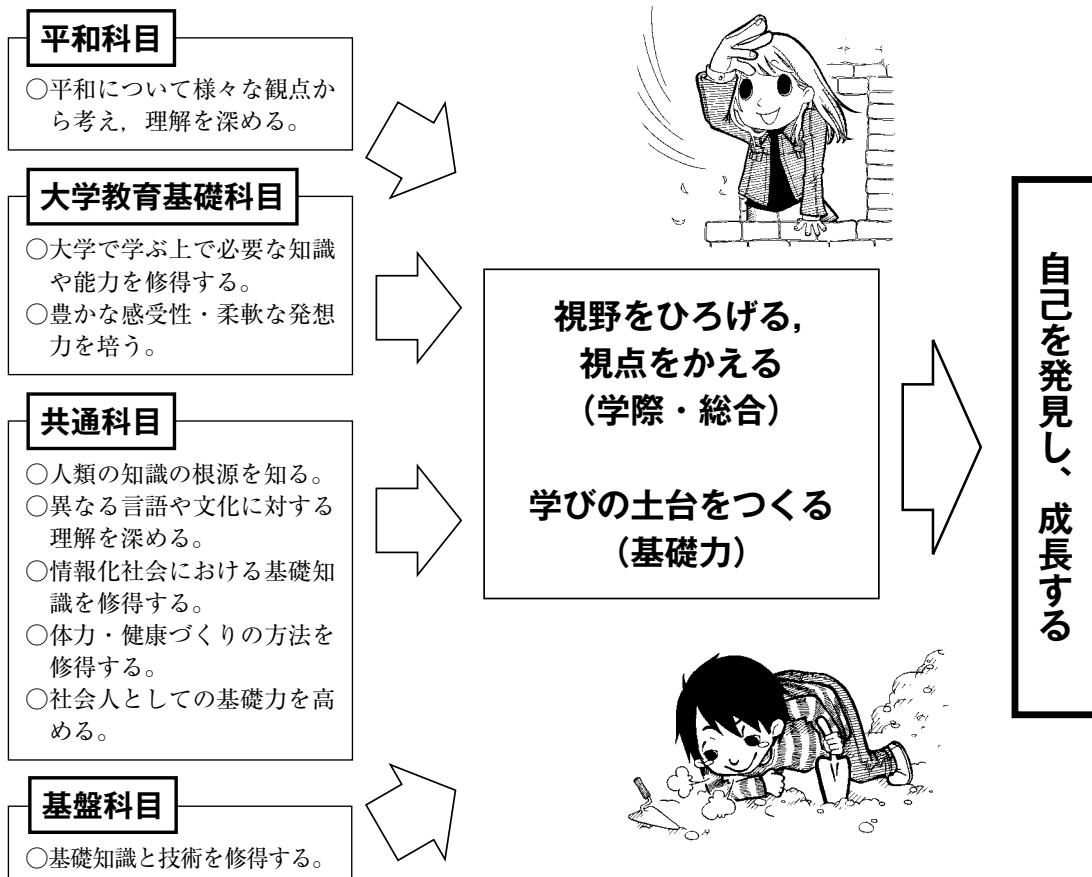 平和科目
○平和について様々な観点か
ら考え，理解を深める。
大学教育基礎科目
○大学で学ぶ上で必要な知識
や能力を修得する。
○豊かな感受性・柔軟な発想
力を培う。
共通科目
○人類の知識の根源を知る。
○異なる言語や文化に対する
理解を深める。
○情報化社会における基礎知
識を修得する。
○体力・健康づくりの方法を
修得する。
○社会人としての基礎力を高
める。
基盤科目
○基礎知識と技術を修得する。
視野をひろげる，
視点をかえる
（学際・総合）
学びの土台をつくる
（基礎力）
自己を発見し、成長する